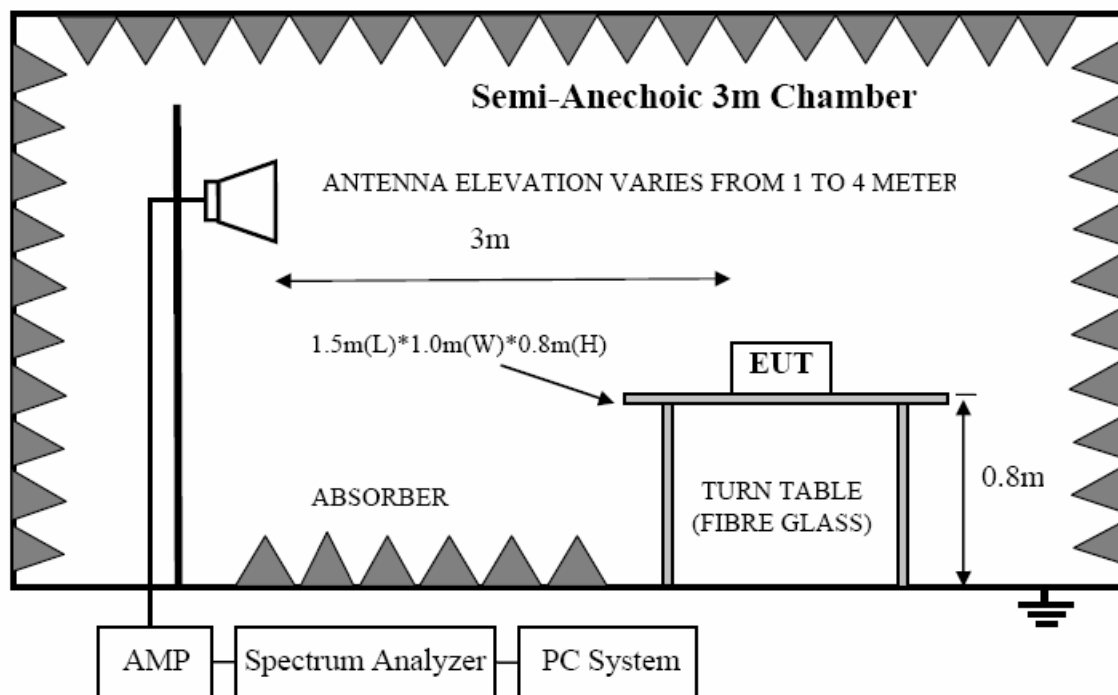 Semi-Anechoic 3m Chamber
ANTENNA ELEVATION VARIES FROM 1 TO 4 METER
3m
1.5m(L)*1.0m(W)*0.8m(H)
EUT
ABSORBER
TURN TABLE
(FIBRE GLASS)
0.8m
AMP
Spectrum Analyzer
PC System